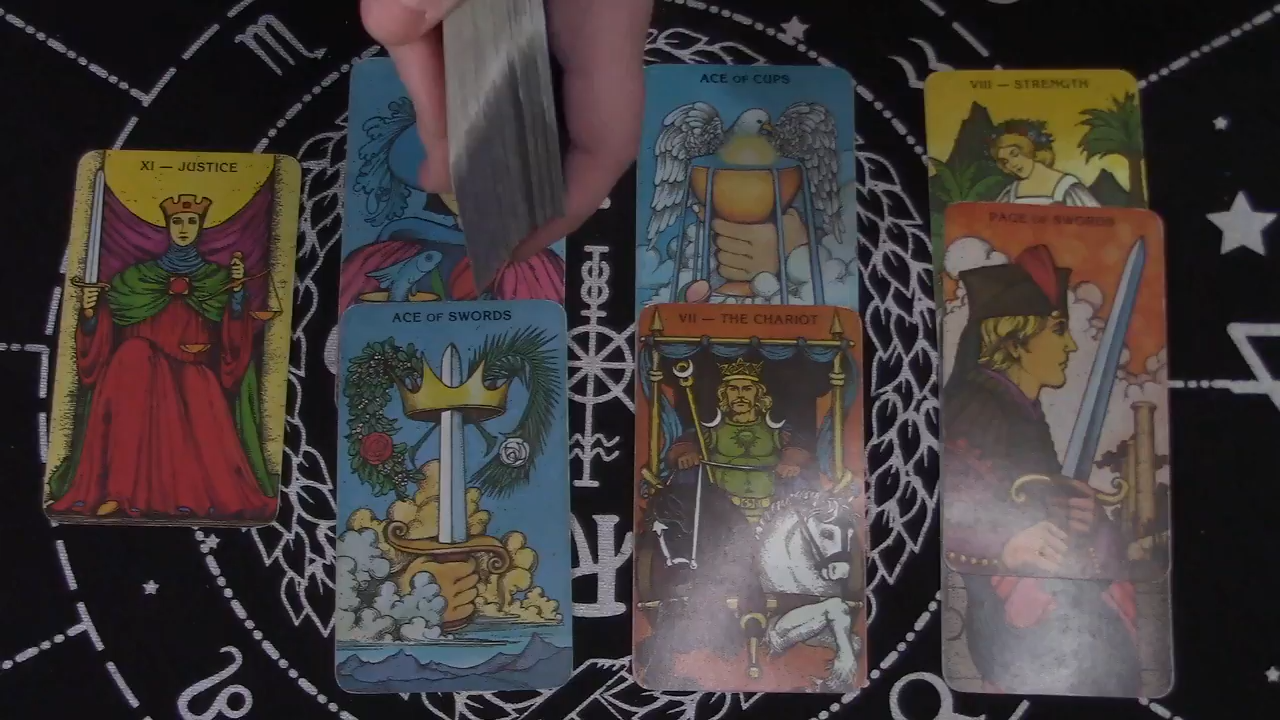 XI — JUSTICE
ACE OF CUPS
VIII — STRENGTH
PAGE OF SWORDS
ACE OF SWORDS
VII — THE CHARIOT